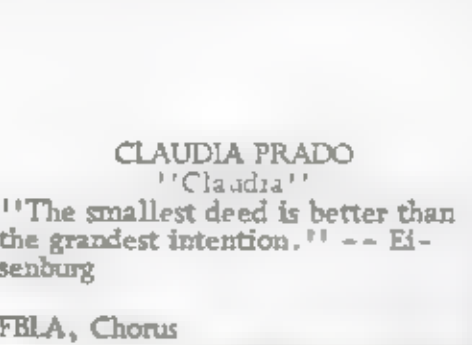 CLAUDIA PRADO
''Claudia''
''The smallest deed is better than
the grandest intention.'' -- Ei-
senburg
FBLA, Chorus